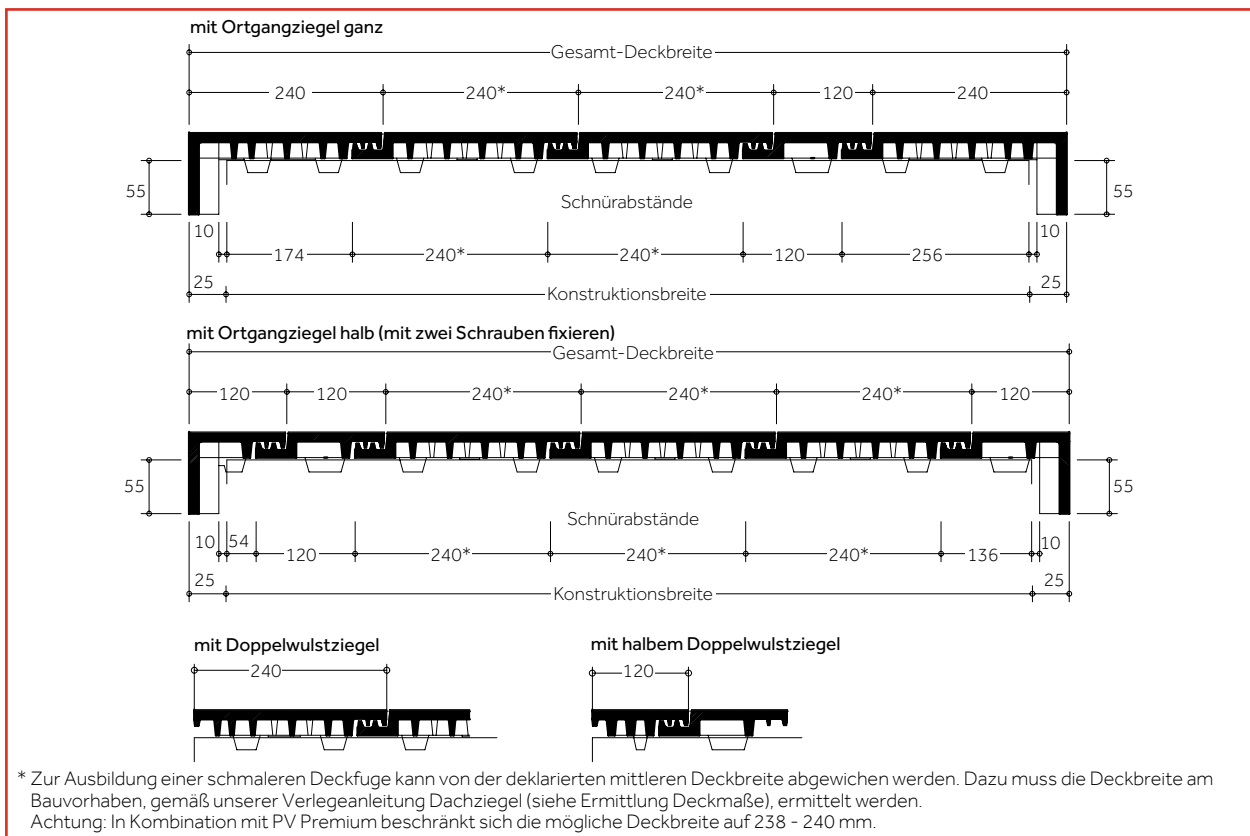 mit Ortgangziegel ganz
Gesamt-Deckbreite
240 240* 240* 120 240
55 55
Schnürabstände
10 174 240* 240* 120 256 10
25 Konstruktionsbreite 25
mit Ortgangziegel halb (mit zwei Schrauben fixieren)
Gesamt-Deckbreite
120 120 240* 240* 240* 120
55 55
Schnürabstände
10 54 120 240* 240* 240* 136 10
25 Konstruktionsbreite 25
mit Doppelwulstziegel
240
mit halbem Doppelwulstziegel
120
* Zur Ausbildung einer schmaleren Deckfuge kann von der deklarierten mittleren Deckbreite abgewichen werden. Dazu muss die Deckbreite am
Bauvorhaben, gemäß unserer Verlegeanleitung Dachziegel (siehe Ermittlung Deckmaße), ermittelt werden.
Achtung: In Kombination mit PV Premium beschränkt sich die mögliche Deckbreite auf 238 - 240 mm.